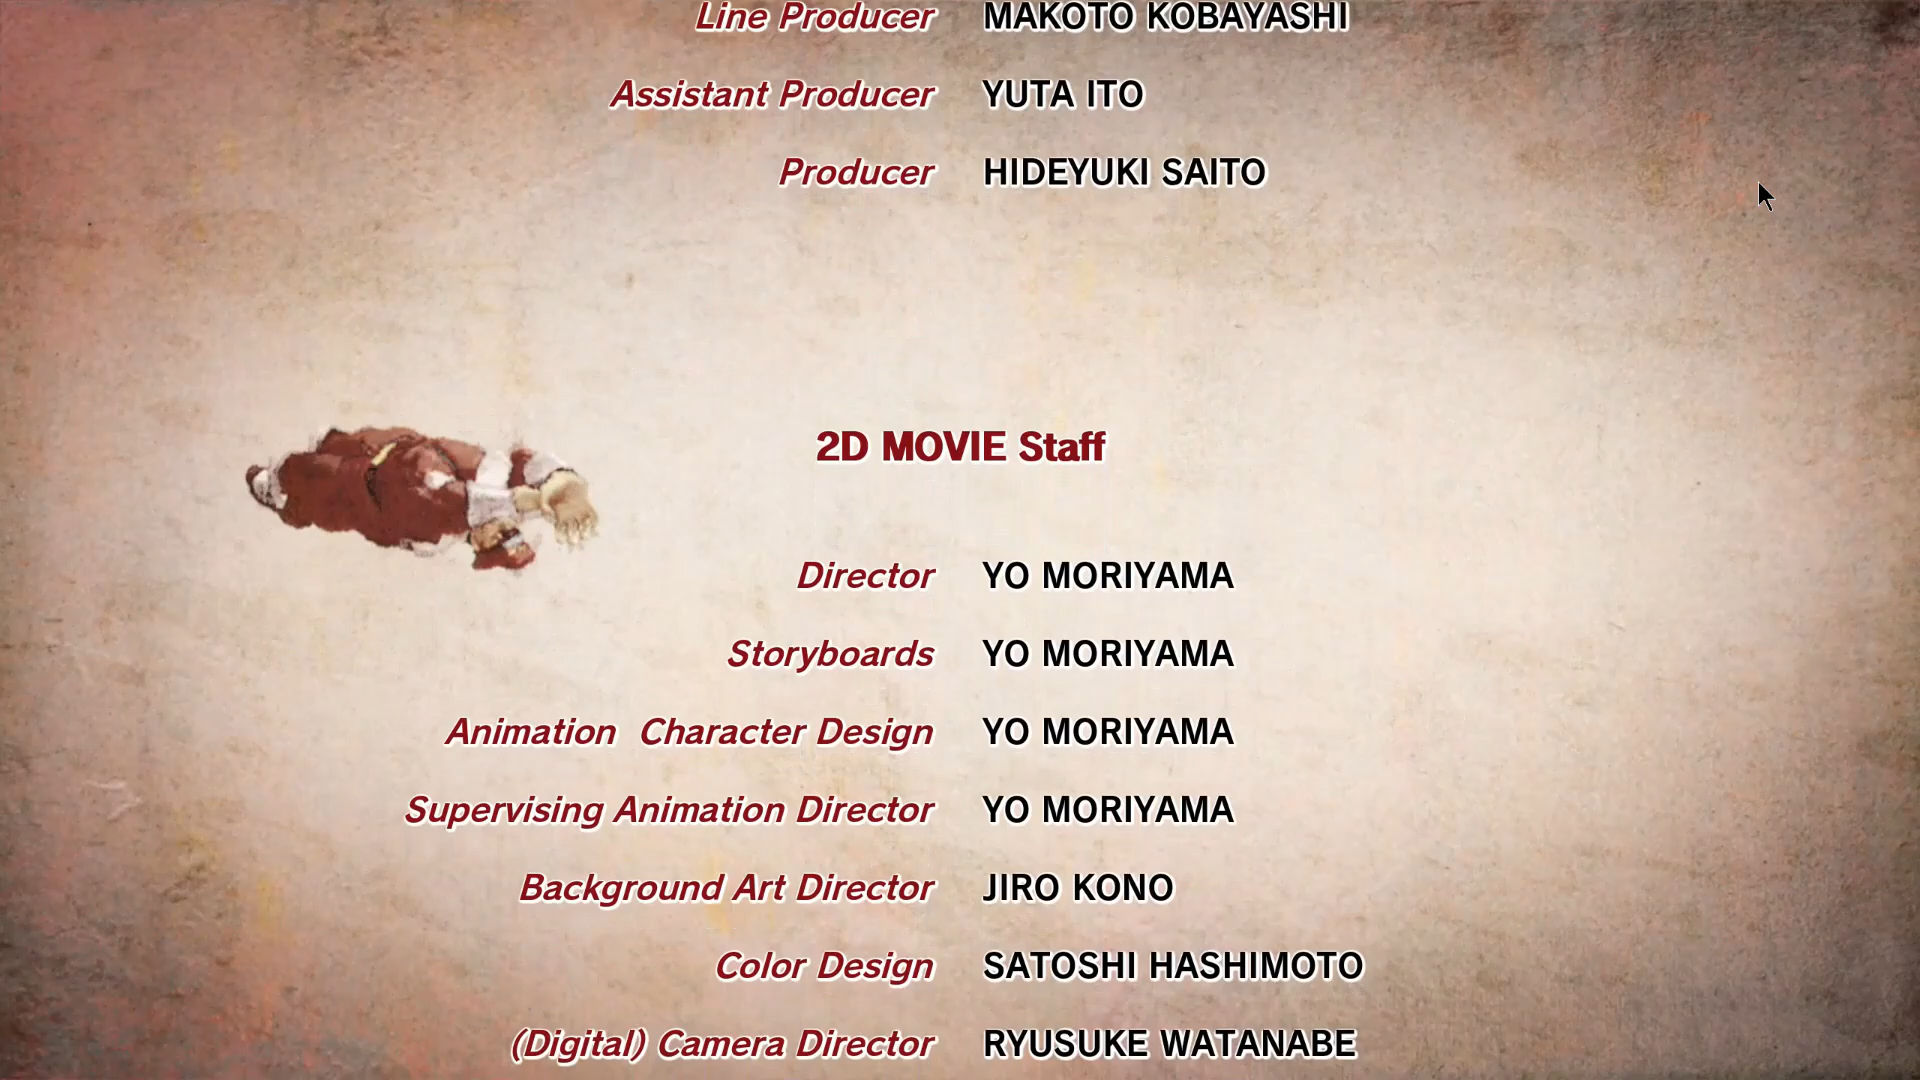 Line Producer MAKOTO KOBAYASHI
Assistant Producer YUTA ITO
Producer HIDEYUKI SAITO
2D MOVIE Staff
Director YO MORIYAMA
Storyboards YO MORIYAMA
Animation Character Design YO MORIYAMA
Supervising Animation Director YO MORIYAMA
Background Art Director JIRO KONO
Color Design SATOSHI HASHIMOTO
(Digital) Camera Director RYUSUKE WATANABE